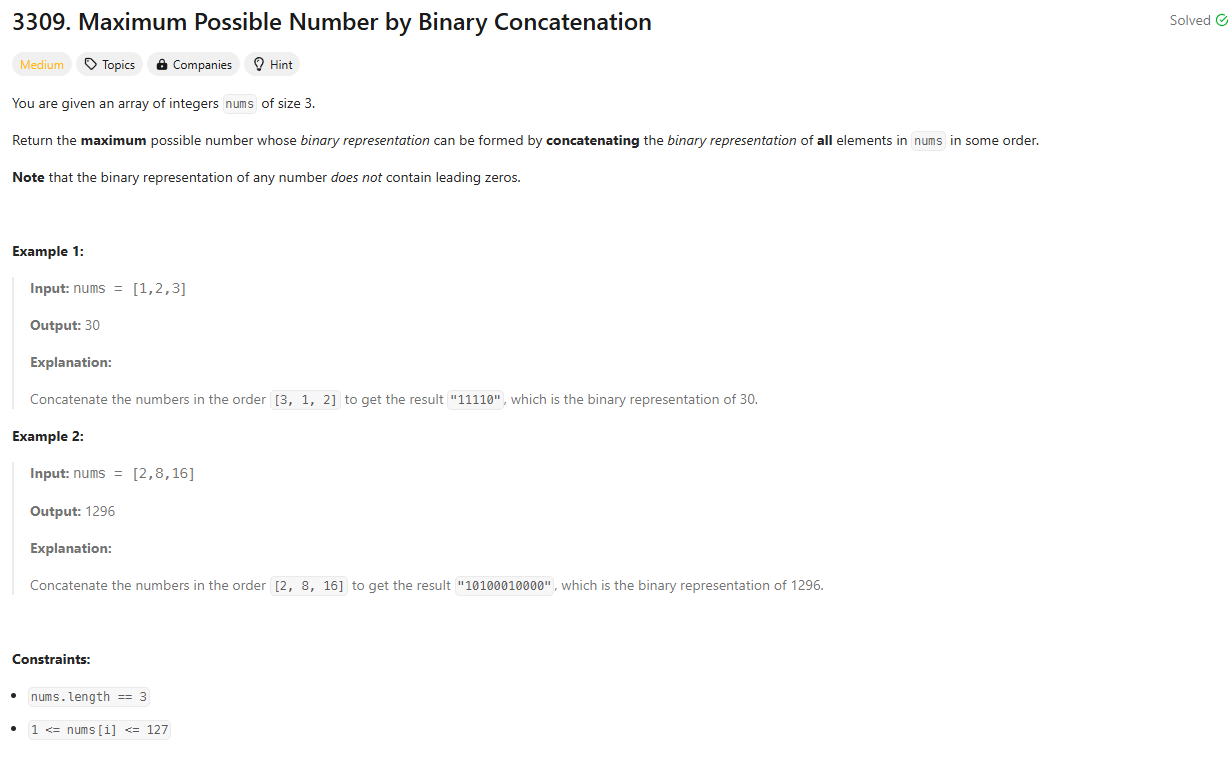 3309. Maximum Possible Number by Binary Concatenation
Solved
Medium Topics Companies Hint
You are given an array of integers nums of size 3.
Return the maximum possible number whose binary representation can be formed by concatenating the binary representation of all elements in nums in some order.
Note that the binary representation of any number does not contain leading zeros.
Example 1:
Input: nums = [1,2,3]
Output: 30
Explanation:
Concatenate the numbers in the order [3, 1, 2] to get the result "11110", which is the binary representation of 30.
Example 2:
Input: nums = [2,8,16]
Output: 1296
Explanation:
Concatenate the numbers in the order [2, 8, 16] to get the result "10100010000", which is the binary representation of 1296.
Constraints:
• nums.length == 3
• 1 <= nums[i] <= 127